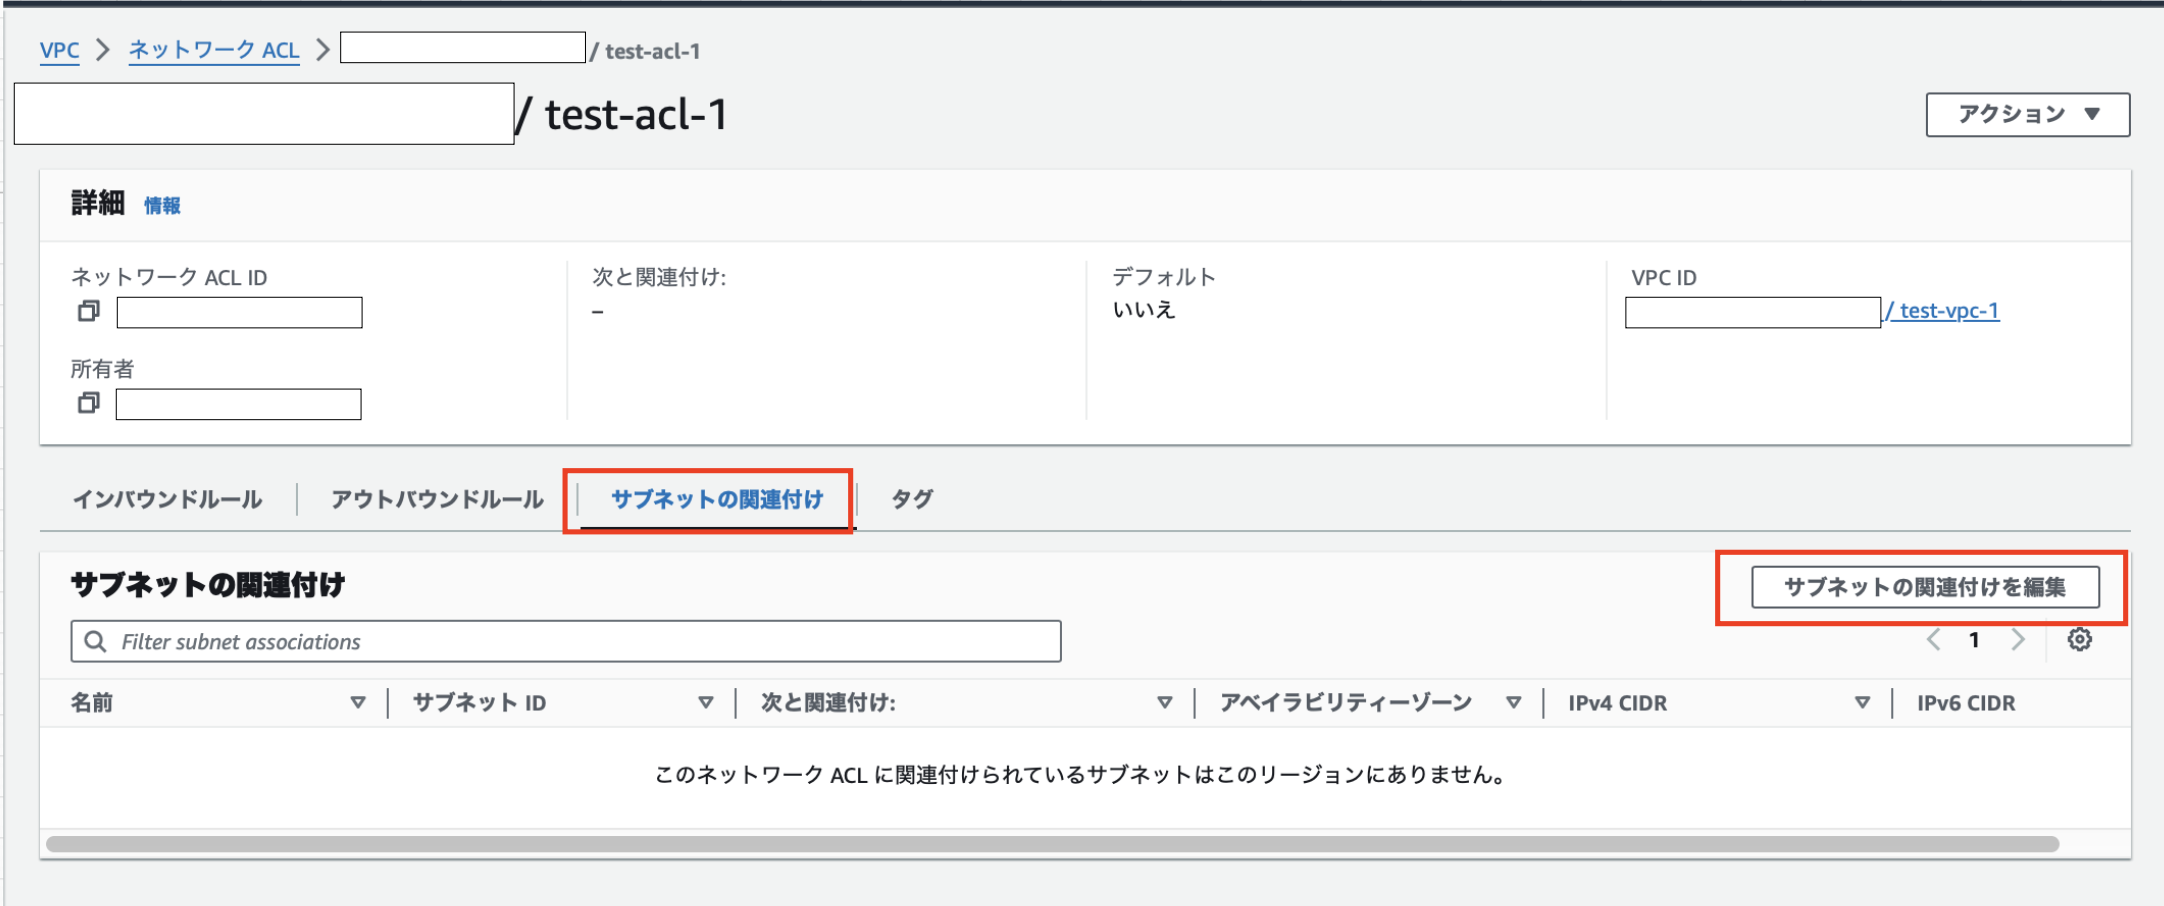 VPC > ネットワーク ACL > / test-acl-1
/ test-acl-1
アクション ▼
詳細 情報
ネットワーク ACL ID
次と関連付け:
–
デフォルト
いいえ
VPC ID
/ test-vpc-1
所有者
インバウンドルール
アウトバウンドルール
サブネットの関連付け
タグ
サブネットの関連付け
サブネットの関連付けを編集
Filter subnet associations
1
名前
サブネット ID
次と関連付け:
アベイラビリティーゾーン
IPv4 CIDR
IPv6 CIDR
このネットワーク ACL に関連付けられているサブネットはこのリージョンにありません。